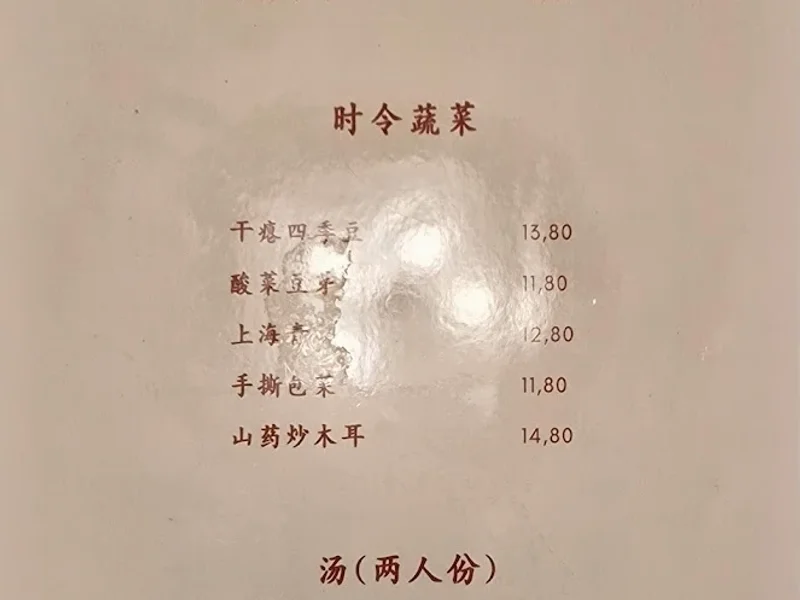 时令蔬菜
干瘪四季豆 13,80
酸菜豆芽 11,80
上海青 12,80
手撕包菜 11,80
山药炒木耳 14,80
汤(两人份)